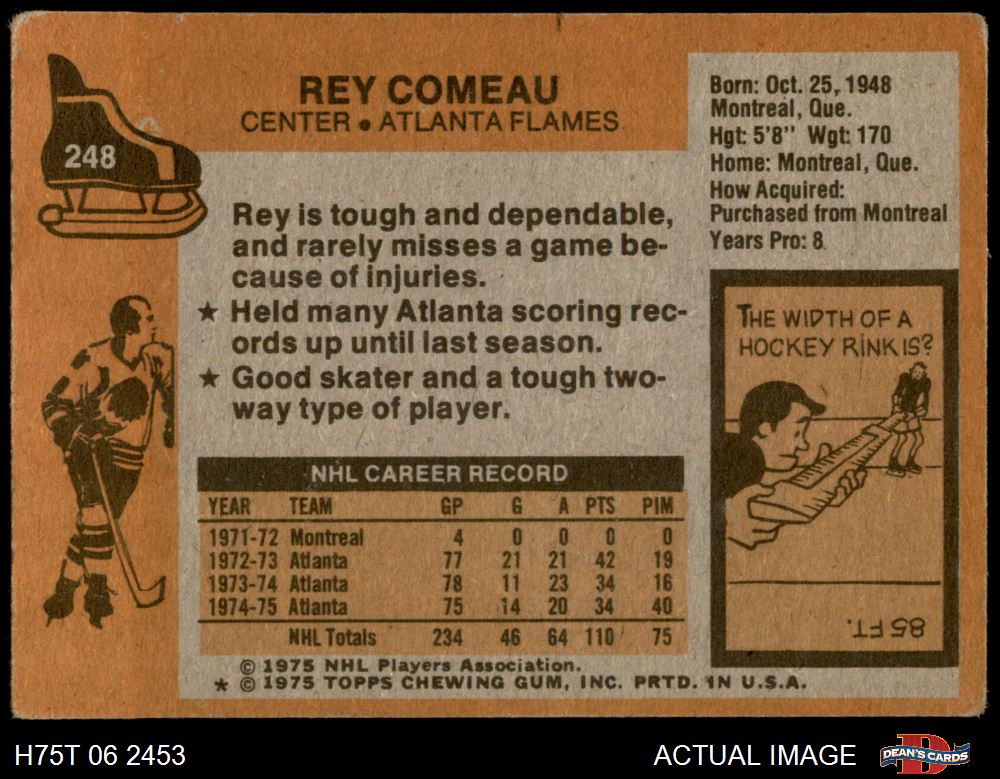 REY COMEAU
CENTER • ATLANTA FLAMES
248
Born: Oct. 25, 1948
Montreal, Que.
Hgt: 5'8" Wgt: 170
Home: Montreal, Que.
How Acquired:
Purchased from Montreal
Years Pro: 8
Rey is tough and dependable,
and rarely misses a game be-
cause of injuries.
★ Held many Atlanta scoring rec-
ords up until last season.
★ Good skater and a tough two-
way type of player.
THE WIDTH OF A
HOCKEY RINK IS?
85 FT.
NHL CAREER RECORD
YEAR TEAM GP G A PTS PIM
1971-72 Montreal 4 0 0 0 0
1972-73 Atlanta 77 21 21 42 19
1973-74 Atlanta 78 11 23 34 16
1974-75 Atlanta 75 14 20 34 40
NHL Totals 234 46 64 110 75
© 1975 NHL Players Association.
★ © 1975 TOPPS CHEWING GUM, INC. PRTD. IN U.S.A.
H75T 06 2453
ACTUAL IMAGE
DEAN'S CARDS